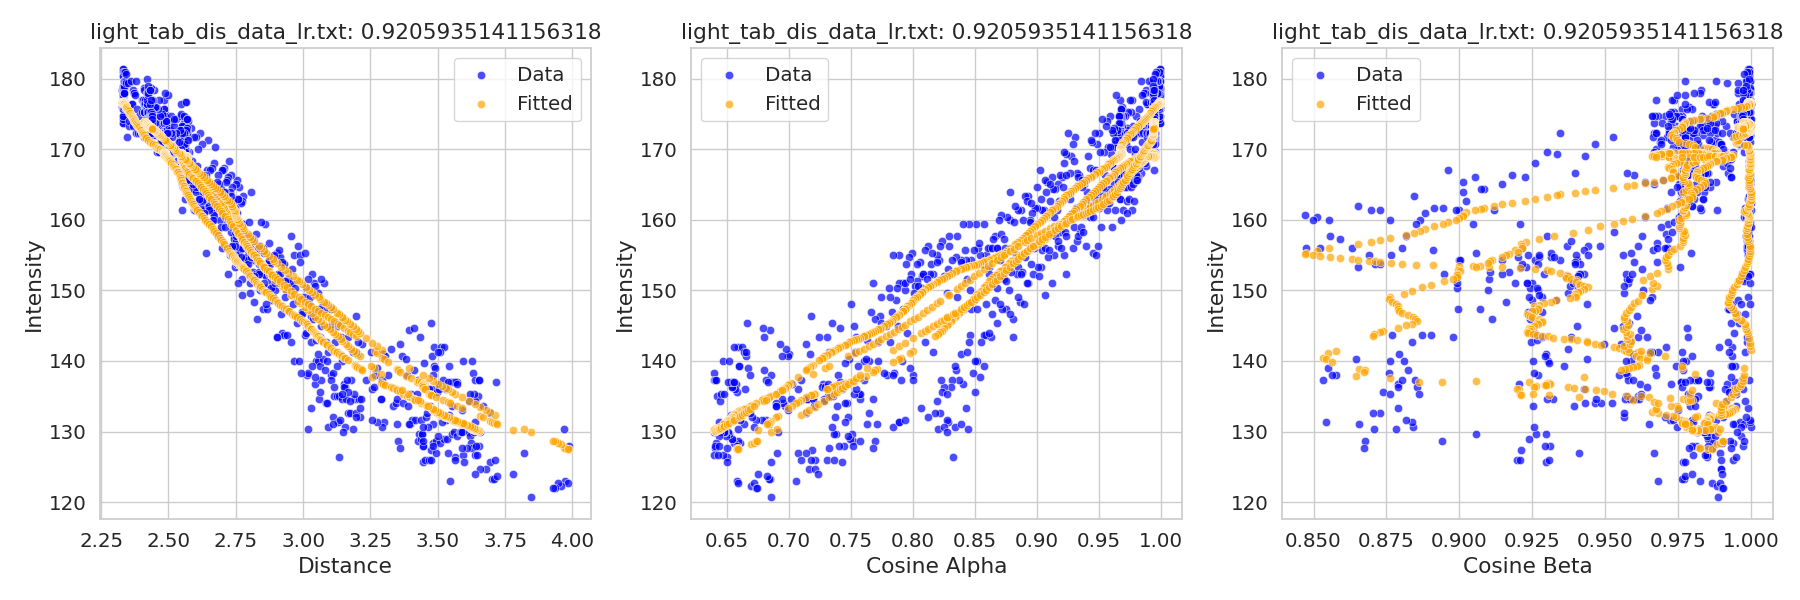 light_tab_dis_data_lr.txt: 0.9205935141156318
Data
Fitted
180
170
160
150
140
130
120
Intensity
2.25 2.50 2.75 3.00 3.25 3.50 3.75 4.00
Distance
light_tab_dis_data_lr.txt: 0.9205935141156318
Data
Fitted
180
170
160
150
140
130
120
Intensity
0.65 0.70 0.75 0.80 0.85 0.90 0.95 1.00
Cosine Alpha
light_tab_dis_data_lr.txt: 0.9205935141156318
Data
Fitted
180
170
160
150
140
130
120
Intensity
0.850 0.875 0.900 0.925 0.950 0.975 1.000
Cosine Beta